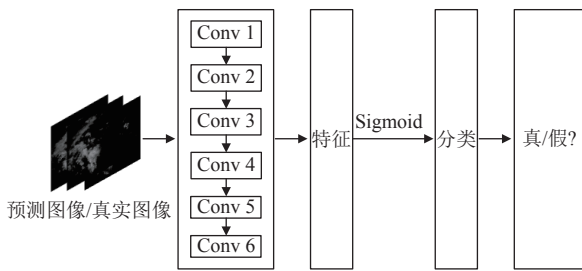 Conv 1
Conv 2
Conv 3
Conv 4
Conv 5
Conv 6
预测图像/真实图像
特征
Sigmoid
分类
真/假?